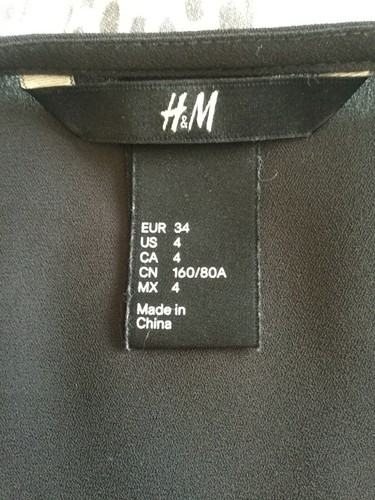 H&M
EUR 34
US 4
CA 4
CN 160/80A
MX 4
Made in
China